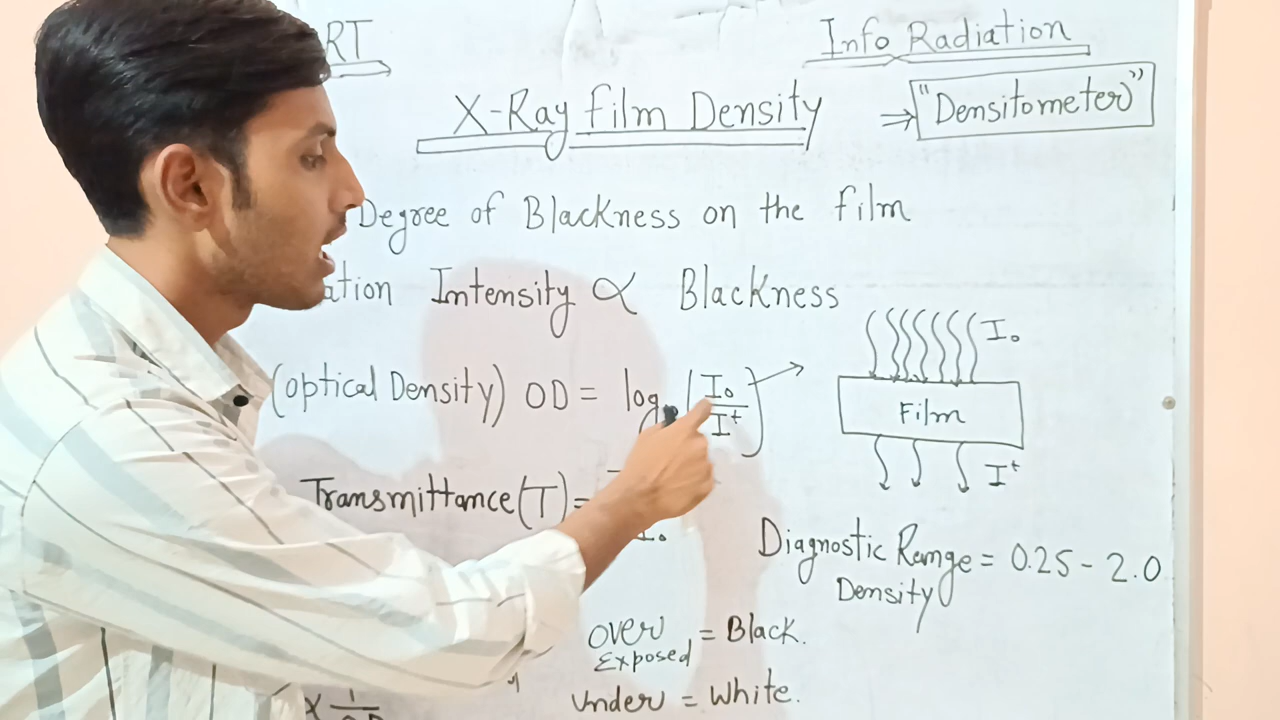 RT
Info Radiation
X-Ray film Density
⇒ "Densitometer"
Degree of Blackness on the film
ation Intensity ∝ Blackness
(optical Density) OD = log (I₀/Iᵗ) →
I₀
Film
Iᵗ
Transmittance (T) =
Diagnostic Range = 0.25 - 2.0
Density
Over Exposed = Black.
Under = White.